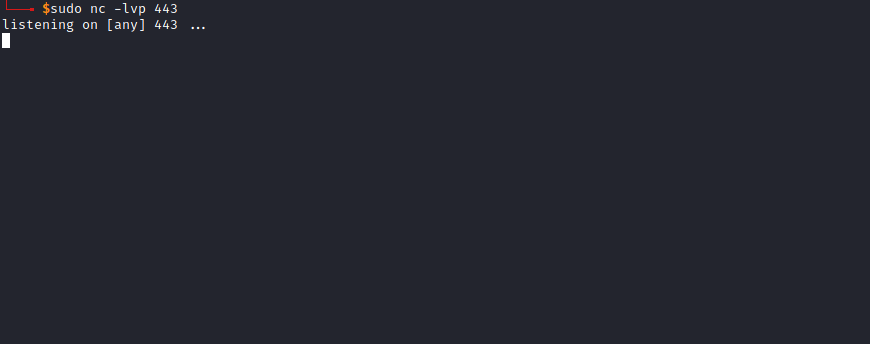 $sudo nc -lvp 443
listening on [any] 443 ...